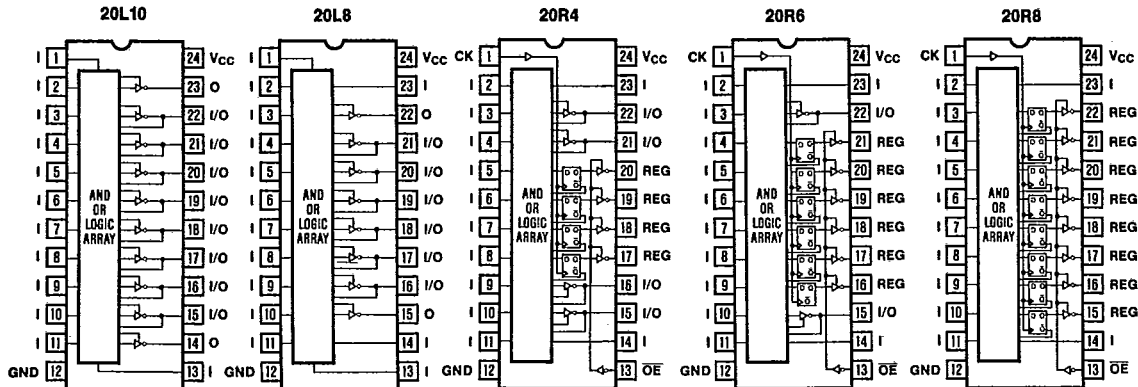 20L10
I 1 24 VCC
I 2 23 O
I 3 22 I/O
I 4 21 I/O
I 5 20 I/O
I 6 19 I/O
I 7 18 I/O
I 8 17 I/O
I 9 16 I/O
I 10 15 I/O
I 11 14 O
GND 12 13 I
AND
OR
LOGIC
ARRAY
20L8
I 1 24 VCC
I 2 23 I
I 3 22 O
I 4 21 I/O
I 5 20 I/O
I 6 19 I/O
I 7 18 I/O
I 8 17 I/O
I 9 16 I/O
I 10 15 O
I 11 14 I
GND 12 13 I
AND
OR
LOGIC
ARRAY
20R4
CK 1 24 VCC
I 2 23 I
I 3 22 I/O
I 4 21 I/O
I 5 20 REG
I 6 19 REG
I 7 18 REG
I 8 17 REG
I 9 16 I/O
I 10 15 I/O
I 11 14 I
GND 12 13 OE
AND
OR
LOGIC
ARRAY
20R6
CK 1 24 VCC
I 2 23 I
I 3 22 I/O
I 4 21 REG
I 5 20 REG
I 6 19 REG
I 7 18 REG
I 8 17 REG
I 9 16 REG
I 10 15 I/O
I 11 14 I
GND 12 13 OE
AND
OR
LOGIC
ARRAY
20R8
CK 1 24 VCC
I 2 23 I
I 3 22 REG
I 4 21 REG
I 5 20 REG
I 6 19 REG
I 7 18 REG
I 8 17 REG
I 9 16 REG
I 10 15 REG
I 11 14 I
GND 12 13 OE
AND
OR
LOGIC
ARRAY